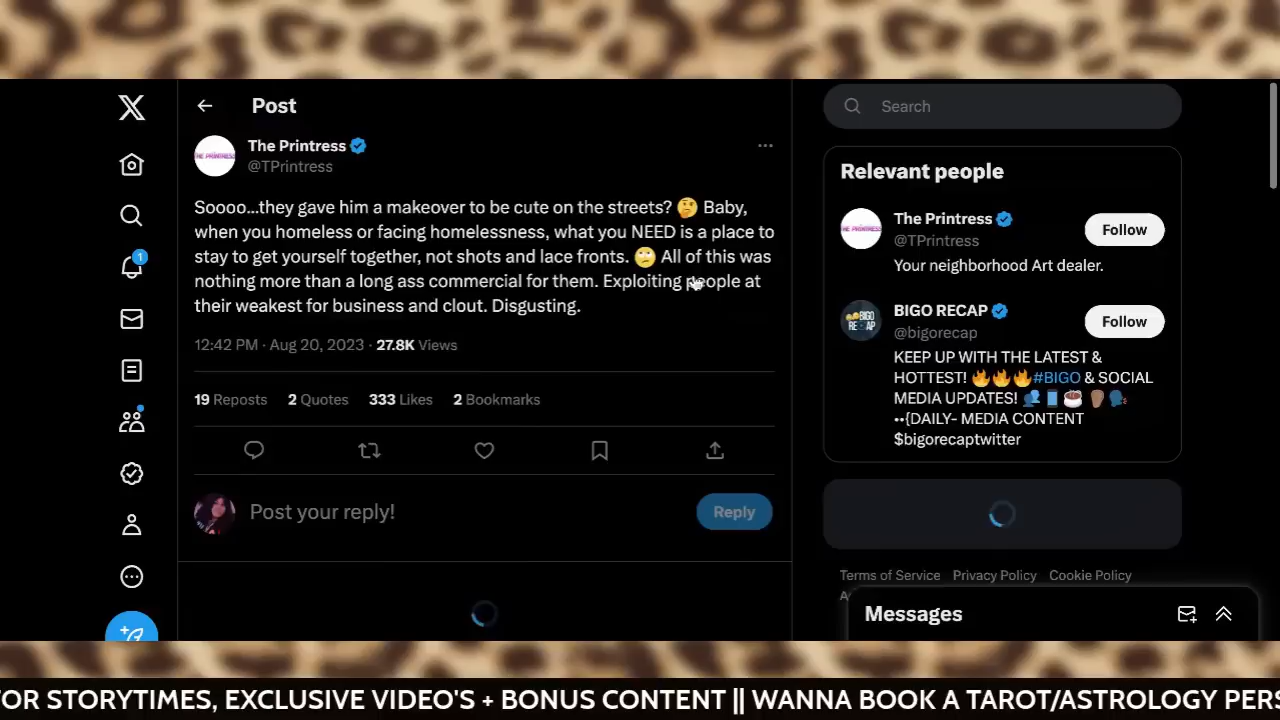 Post
Search
The Printress
@TPrintress
Soooo...they gave him a makeover to be cute on the streets? 🤔 Baby,
when you homeless or facing homelessness, what you NEED is a place to
stay to get yourself together, not shots and lace fronts. 🙄 All of this was
nothing more than a long ass commercial for them. Exploiting people at
their weakest for business and clout. Disgusting.
12:42 PM · Aug 20, 2023 · 27.8K Views
19 Reposts 2 Quotes 333 Likes 2 Bookmarks
Post your reply!
Reply
1
Relevant people
The Printress
@TPrintress
Follow
Your neighborhood Art dealer.
BIGO RECAP
@bigorecap
Follow
KEEP UP WITH THE LATEST &
HOTTEST! 🔥🔥🔥#BIGO & SOCIAL
MEDIA UPDATES! 👥📱☕👂🏽🗣
••{DAILY- MEDIA CONTENT
$bigorecaptwitter
Terms of Service Privacy Policy Cookie Policy
Messages
FOR STORYTIMES, EXCLUSIVE VIDEO'S + BONUS CONTENT || WANNA BOOK A TAROT/ASTROLOGY PERS